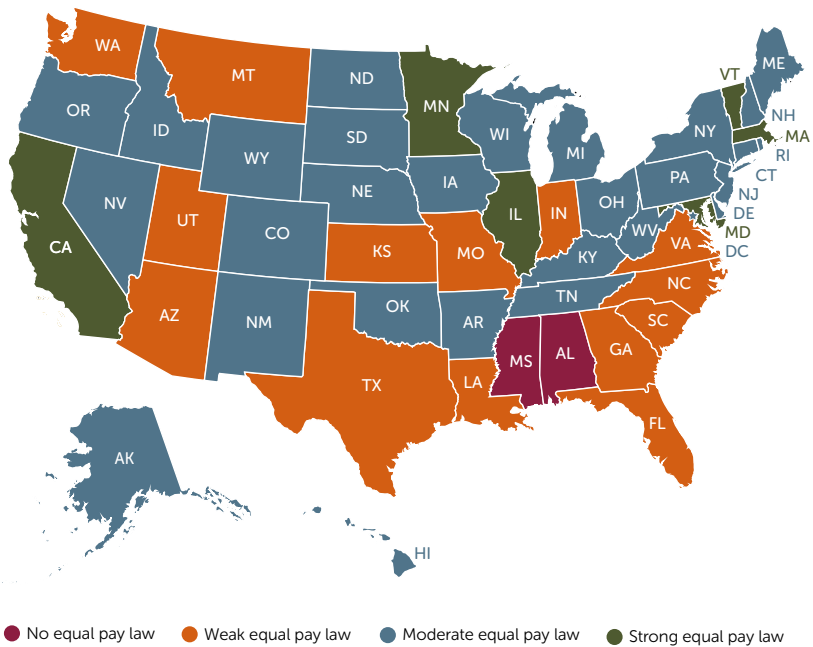 WA
MT
ND
MN
VT
ME
OR
ID
SD
WI
MI
NY
NH
MA
RI
CT
WY
IA
NE
PA
NJ
NV
UT
CO
IL
IN
OH
DE
MD
DC
WV
VA
CA
KS
MO
KY
NC
AZ
NM
OK
AR
TN
SC
TX
LA
MS
AL
GA
FL
AK
HI
No equal pay law
Weak equal pay law
Moderate equal pay law
Strong equal pay law